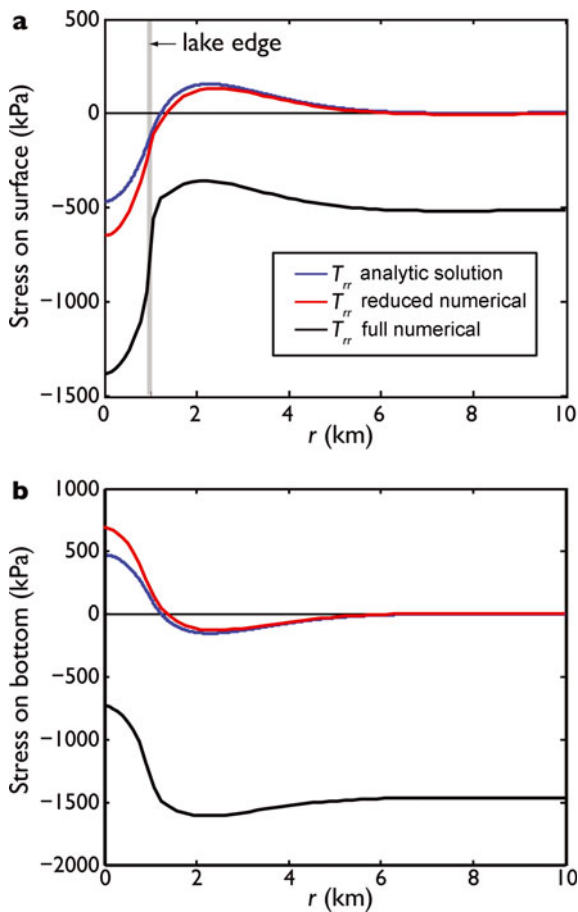 a
500
0
−500
−1000
−1500
Stress on surface (kPa)
lake edge
T_rr analytic solution
T_rr reduced numerical
T_rr full numerical
0 2 4 6 8 10
r (km)
b
1000
500
0
−500
−1000
−1500
−2000
Stress on bottom (kPa)
0 2 4 6 8 10
r (km)